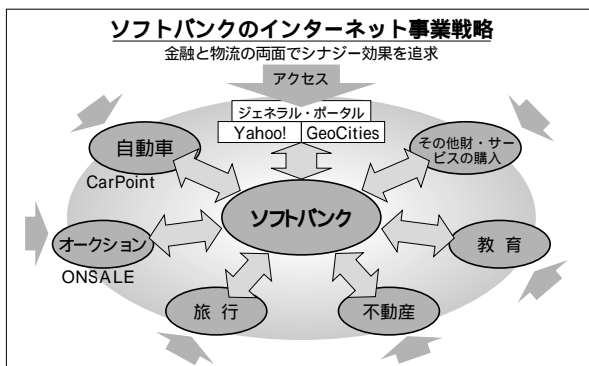 ソフトバンクのインターネット事業戦略
金融と物流の両面でシナジー効果を追求
アクセス
ジェネラル・ポータル
Yahoo! GeoCities
自動車
CarPoint
その他財・サー
ビスの購入
ソフトバンク
オークション
ONSALE
教 育
旅 行
不動産